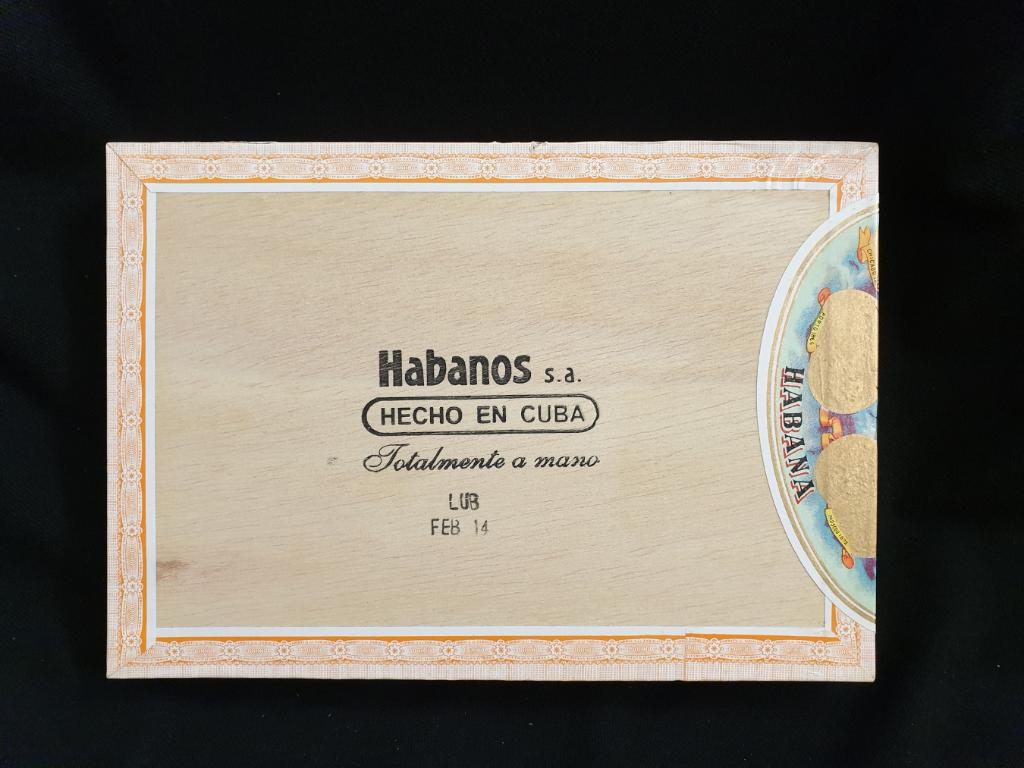 Habanos s.a.
HECHO EN CUBA
Totalmente a mano
LUB
FEB 14
HABANA